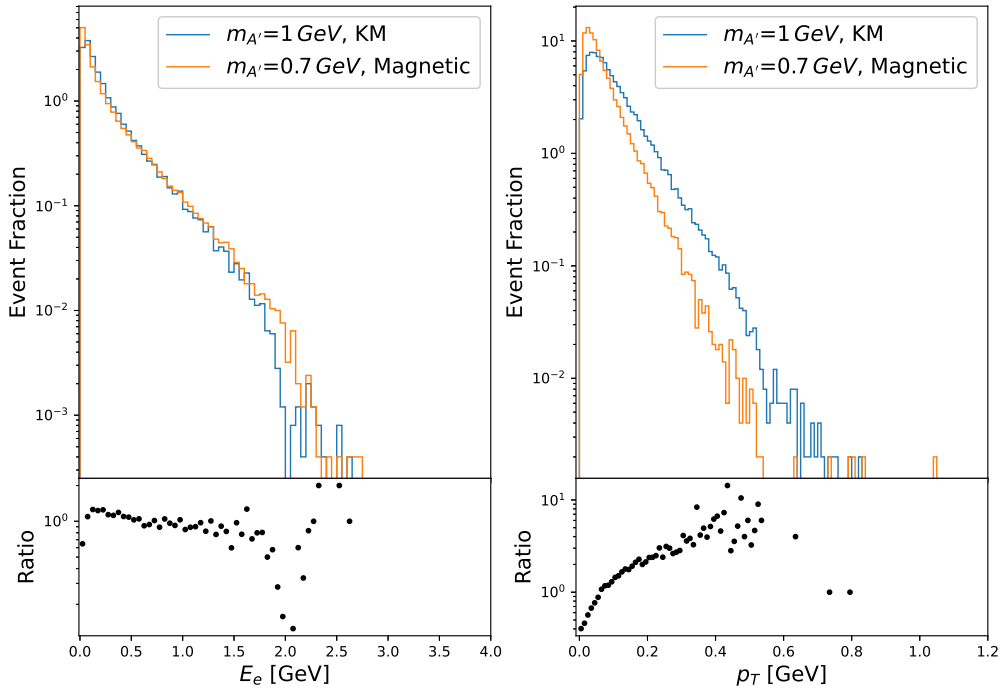 m_{A'}=1 GeV, KM
m_{A'}=0.7 GeV, Magnetic
Event Fraction
10^0
10^{-1}
10^{-2}
10^{-3}
Ratio
10^0
0.0 0.5 1.0 1.5 2.0 2.5 3.0 3.5 4.0
E_e [GeV]
m_{A'}=1 GeV, KM
m_{A'}=0.7 GeV, Magnetic
Event Fraction
10^1
10^0
10^{-1}
10^{-2}
Ratio
10^1
10^0
0.0 0.2 0.4 0.6 0.8 1.0 1.2
p_T [GeV]